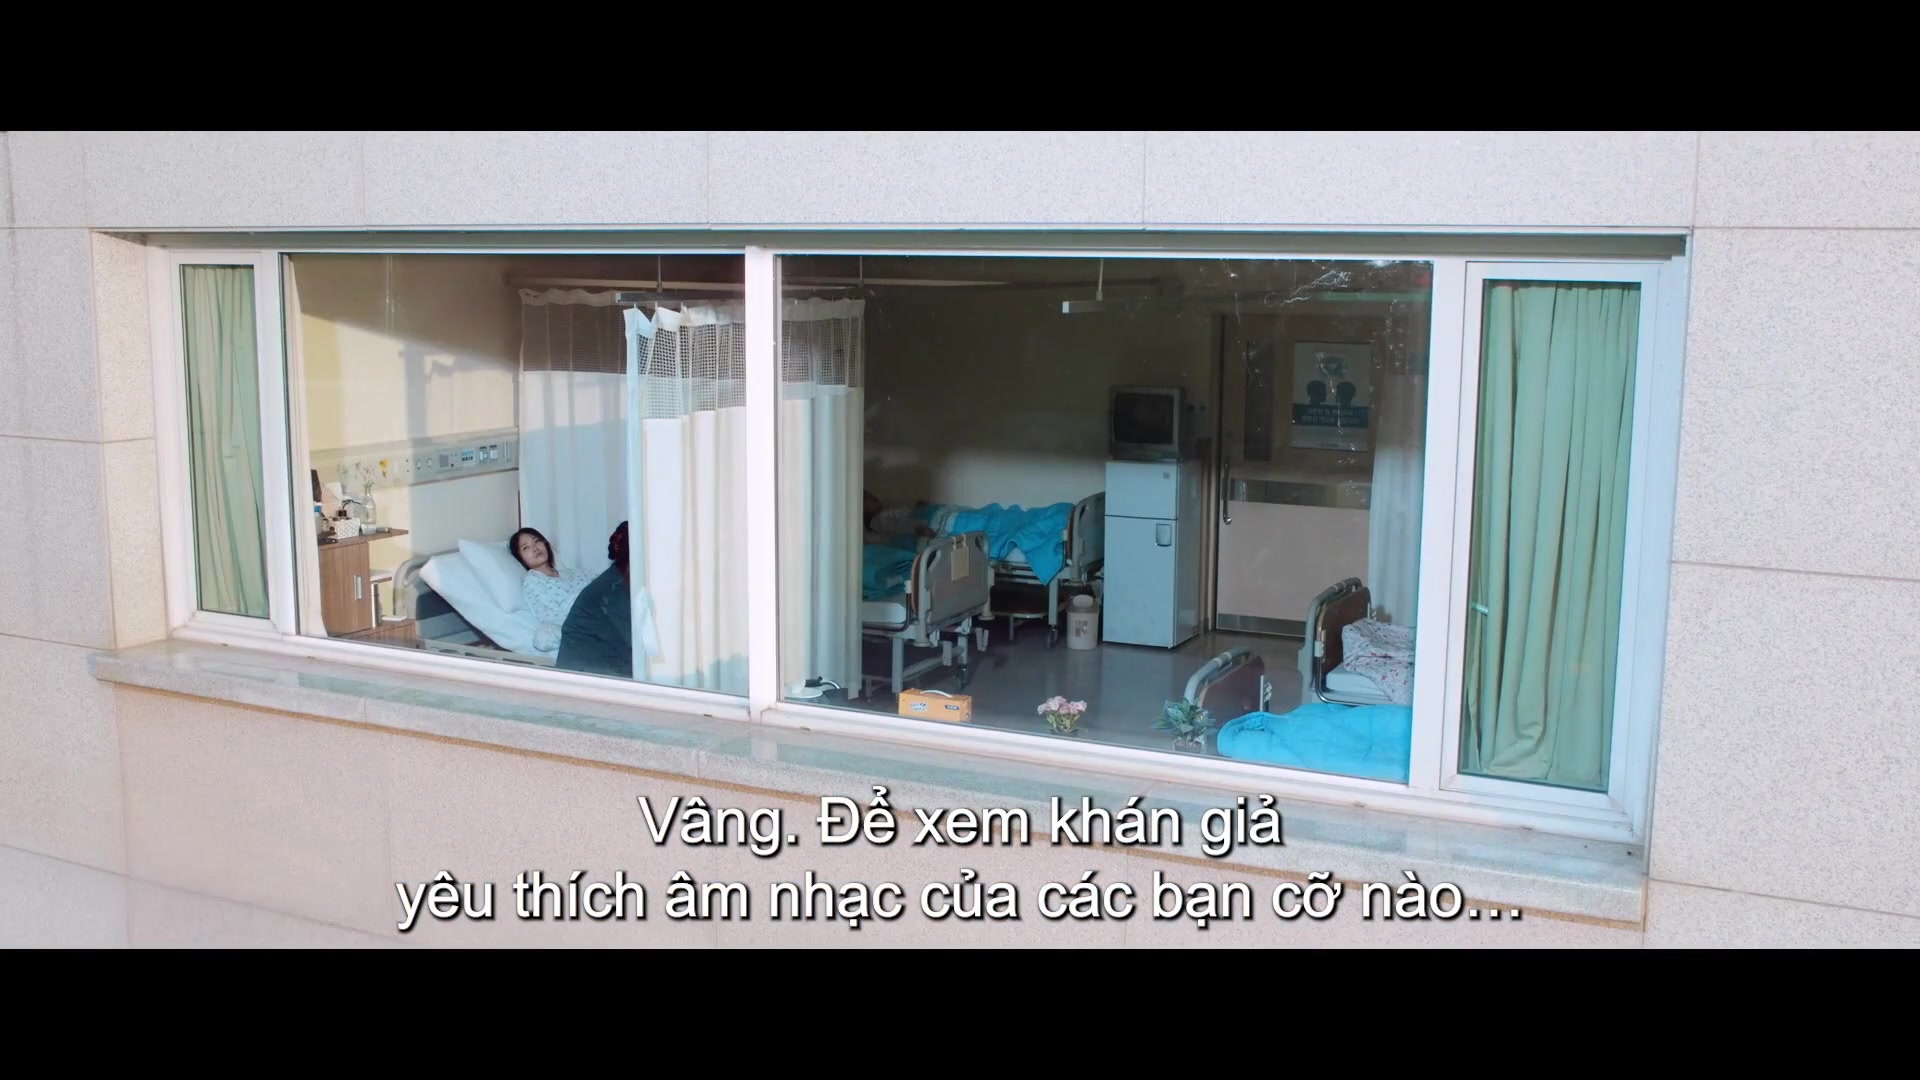 Vâng. Để xem khán giả
yêu thích âm nhạc của các bạn cỡ nào...